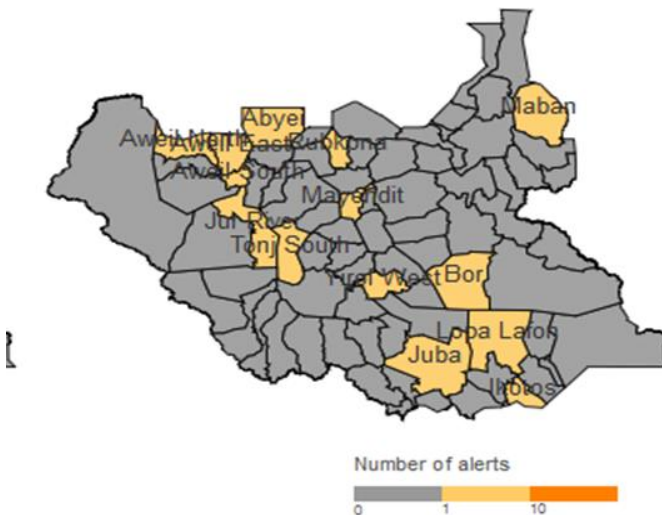 Maban
Abyei
Aweil North
Aweil East
Rubkona
Aweil South
Mayendit
Jur River
Tonj South
Yirol West
Bor
Lopa Lafon
Juba
Ikotos
Number of alerts
0 1 10